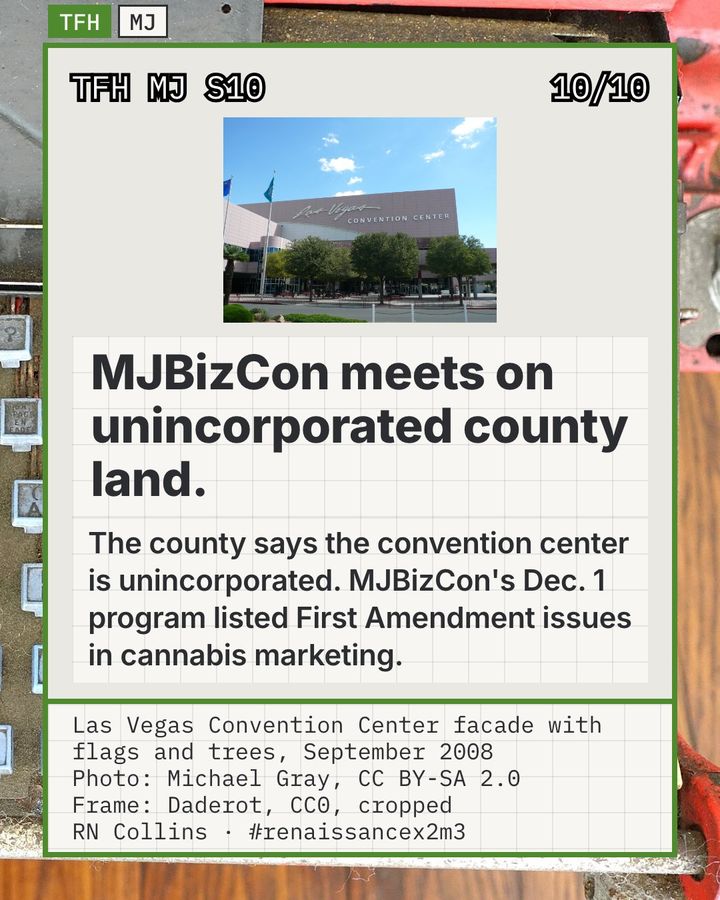 TFH MJ
TFH MJ S10 10/10
Las Vegas
CONVENTION CENTER
MJBizCon meets on
unincorporated county
land.
The county says the convention center
is unincorporated. MJBizCon's Dec. 1
program listed First Amendment issues
in cannabis marketing.
Las Vegas Convention Center facade with
flags and trees, September 2008
Photo: Michael Gray, CC BY-SA 2.0
Frame: Daderot, CC0, cropped
RN Collins · #renaissancex2m3
?